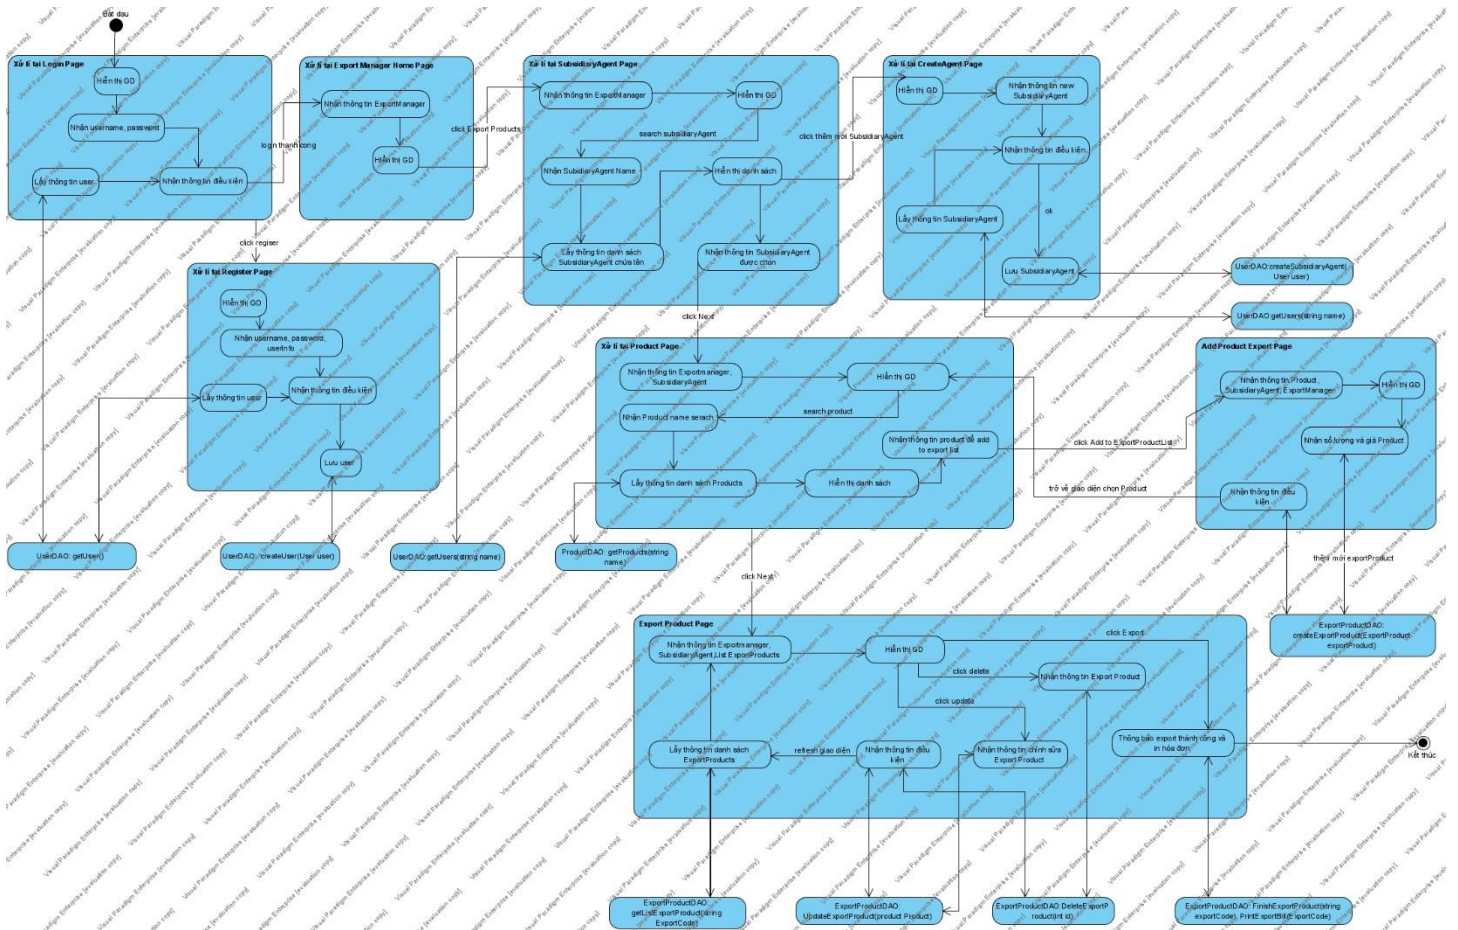 Bắt dầu
Xử lí tại Login Page
Hiển thị GD
Nhận username, password
Lấy thông tin user
Nhận thông tin điều kiện
login thanh cong
Xử lí tại Export Manager Home Page
Nhận thông tin ExportManager
Hiển thị GD
click Export Products
Xử lí tại SubsidiaryAgent Page
Nhận thông tin ExportManager
Hiển thị GD
search subsidiaryAgent
Nhận SubsidiaryAgent Name
Hiển thị danh sách
Lấy thông tin danh sách
SubsidiaryAgent chứa tên
Nhận thông tin SubsidiaryAgent
được chọn
click thêm mới SubsidiaryAgent
Xử lí tại CreateAgent Page
Hiển thị GD
Nhận thông tin new
SubsidiaryAgent
Nhận thông tin điều kiện
Lấy thông tin SubsidiaryAgent
ok
Lưu SubsidiaryAgent
UserDAO:createSubsidiaryAgent(
User user)
UserDAO:getUsers(string name)
click regiser
Xử lí tại Register Page
Hiển thị GD
Nhận username, password,
userInfo
Lấy thông tin user
Nhận thông tin điều kiện
Lưu user
UserDAO: getUser()
UserDAO: createUser(User user)
UserDAO:getUsers(string name)
click Next
Xử lí tại Product Page
Nhận thông tin Exportmanager,
SubsidiaryAgent
Hiển thị GD
search product
Nhận Product name serach
Nhận thông tin product để add
to export list
Lấy thông tin danh sách Products
Hiển thị danh sách
ProductDAO: getProducts(string
name)
click Add to ExportProductList
trở về giao diện chọn Product
Add Product Export Page
Nhận thông tin Product,
SubsidiaryAgent, ExportManager
Hiển thị GD
Nhận số lượng và giá Product
Nhận thông tin điều
kiện
thêm mới exportProduct
ExportProductDAO:
createExportProduct(ExportProduct
exportProduct)
click Next
Export Product Page
Nhận thông tin Exportmanager,
SubsidiaryAgent,List ExportProducts
Hiển thị GD
click Export
click delete
Nhận thông tin Export Product
click update
Lấy thông tin danh sách
ExportProducts
refresh giao diện
Nhận thông tin điều
kiện
Nhận thông tin chỉnh sửa
Export Product
Thông báo export thành công và
in hóa đơn
Kết thúc
ExportProductDAO:
getListExportProduct(string
ExportCode)
ExportProductDAO:
UpdateExportProduct(product Product)
ExportProductDAO:DeleteExportP
roduct(int id)
ExportProductDAO: FinishExportProduct(string
exportCode), PrintExportBill(ExportCode)